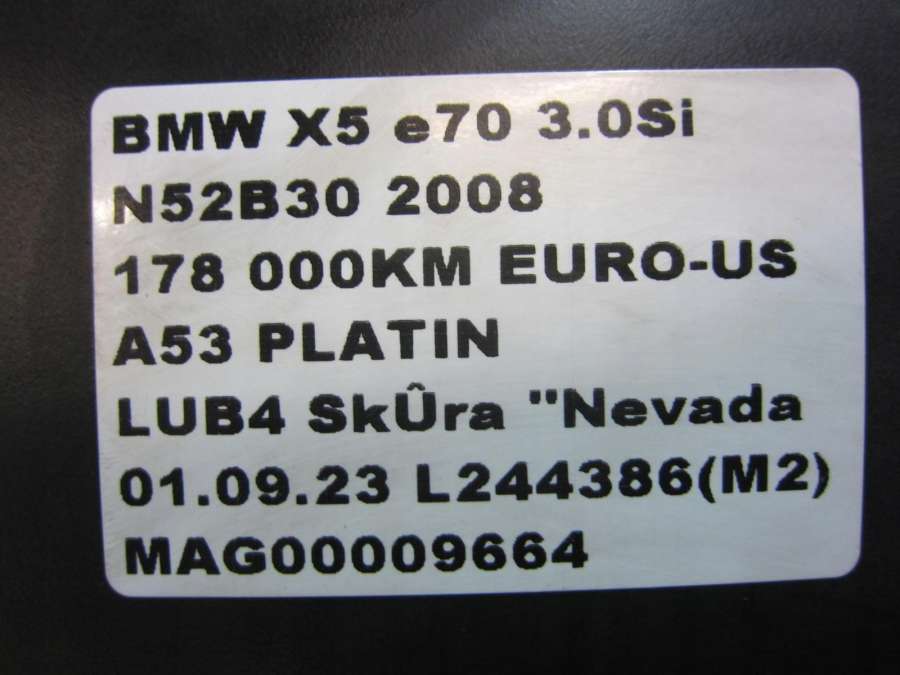 BMW X5 e70 3.0Si
N52B30 2008
178 000KM EURO-US
A53 PLATIN
LUB4 SkÛra "Nevada
01.09.23 L244386(M2)
MAG00009664